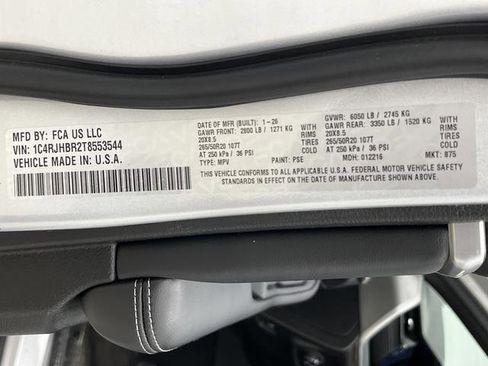 MFD BY: FCA US LLC
VIN: 1C4RJHBR2T8553544
VEHICLE MADE IN: U.S.A.
DATE OF MFR (BUILT): 1-26
GAWR FRONT: 2800 LB/ 1271 KG
20X8.5 RIMS
265/50R20 107T TIRES
AT 250 kPa/ 36 PSI COLD
TYPE: MPV
GVWR: 6050 LB/ 2745 KG
GAWR REAR: 3350 LB/ 1520 KG
20X8.5 RIMS
265/50R20 107T TIRES
AT 250 kPa/ 36 PSI COLD
PAINT: PSE
MDH: 012216
MKT: 875
THIS VEHICLE CONFORMS TO ALL APPLICABLE U.S.A. FEDERAL MOTOR VEHICLE SAFETY
STANDARDS IN EFFECT ON THE DATE OF MANUFACTURE SHOWN ABOVE.